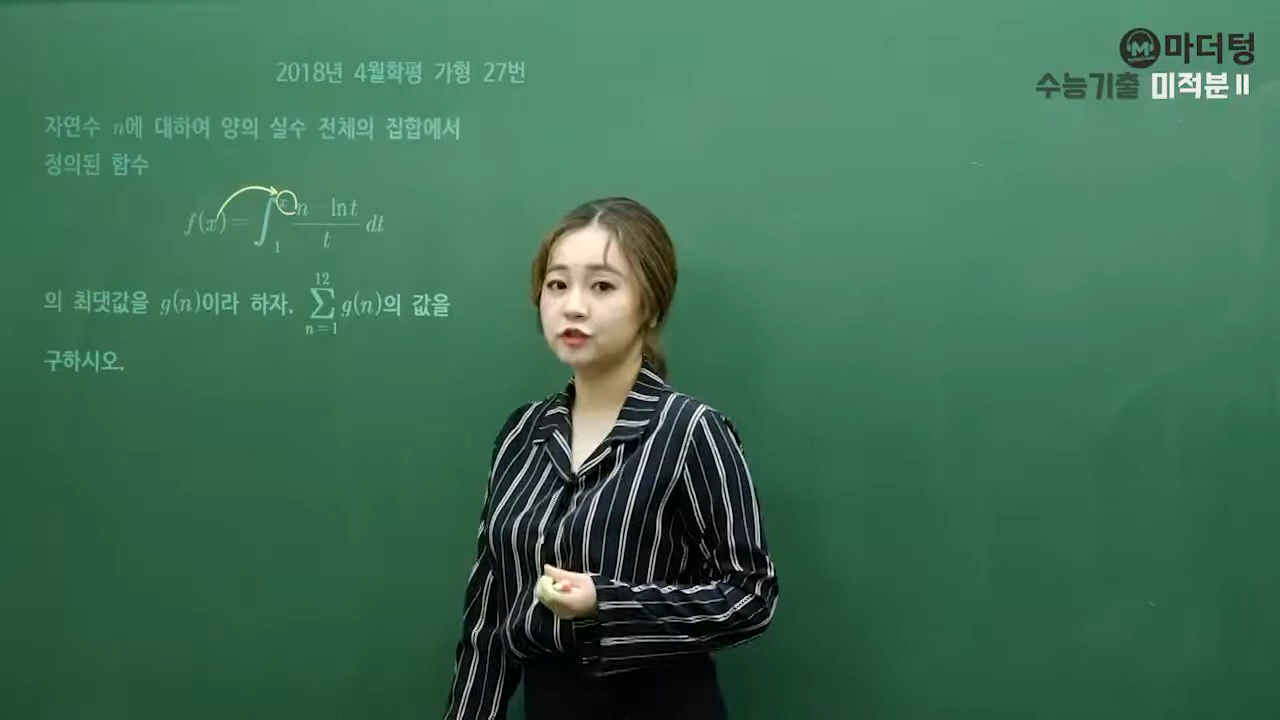 마더텅
수능기출 미적분 II
2018년 4월학평 가형 27번
자연수 n에 대하여 양의 실수 전체의 집합에서
정의된 함수
f(x) = ∫₁ˣ (n - ln t)/t dt
의 최댓값을 g(n)이라 하자. ∑ₙ₌₁¹² g(n)의 값을
구하시오.